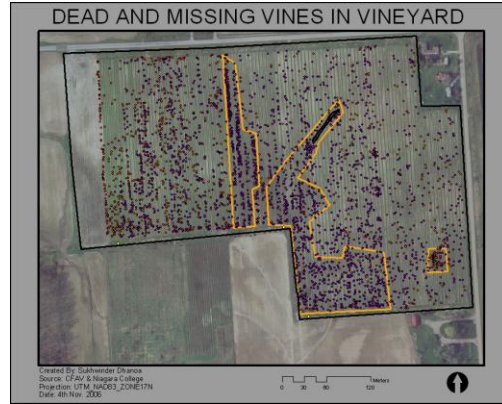 DEAD AND MISSING VINES IN VINEYARD
Created By: Sukhwinder Dhanoa
Source: CFAV & Niagara College
Projection: UTM_NAD83_ZONE17N
Date: 4th Nov. 2006
0 30 60 120 Meters